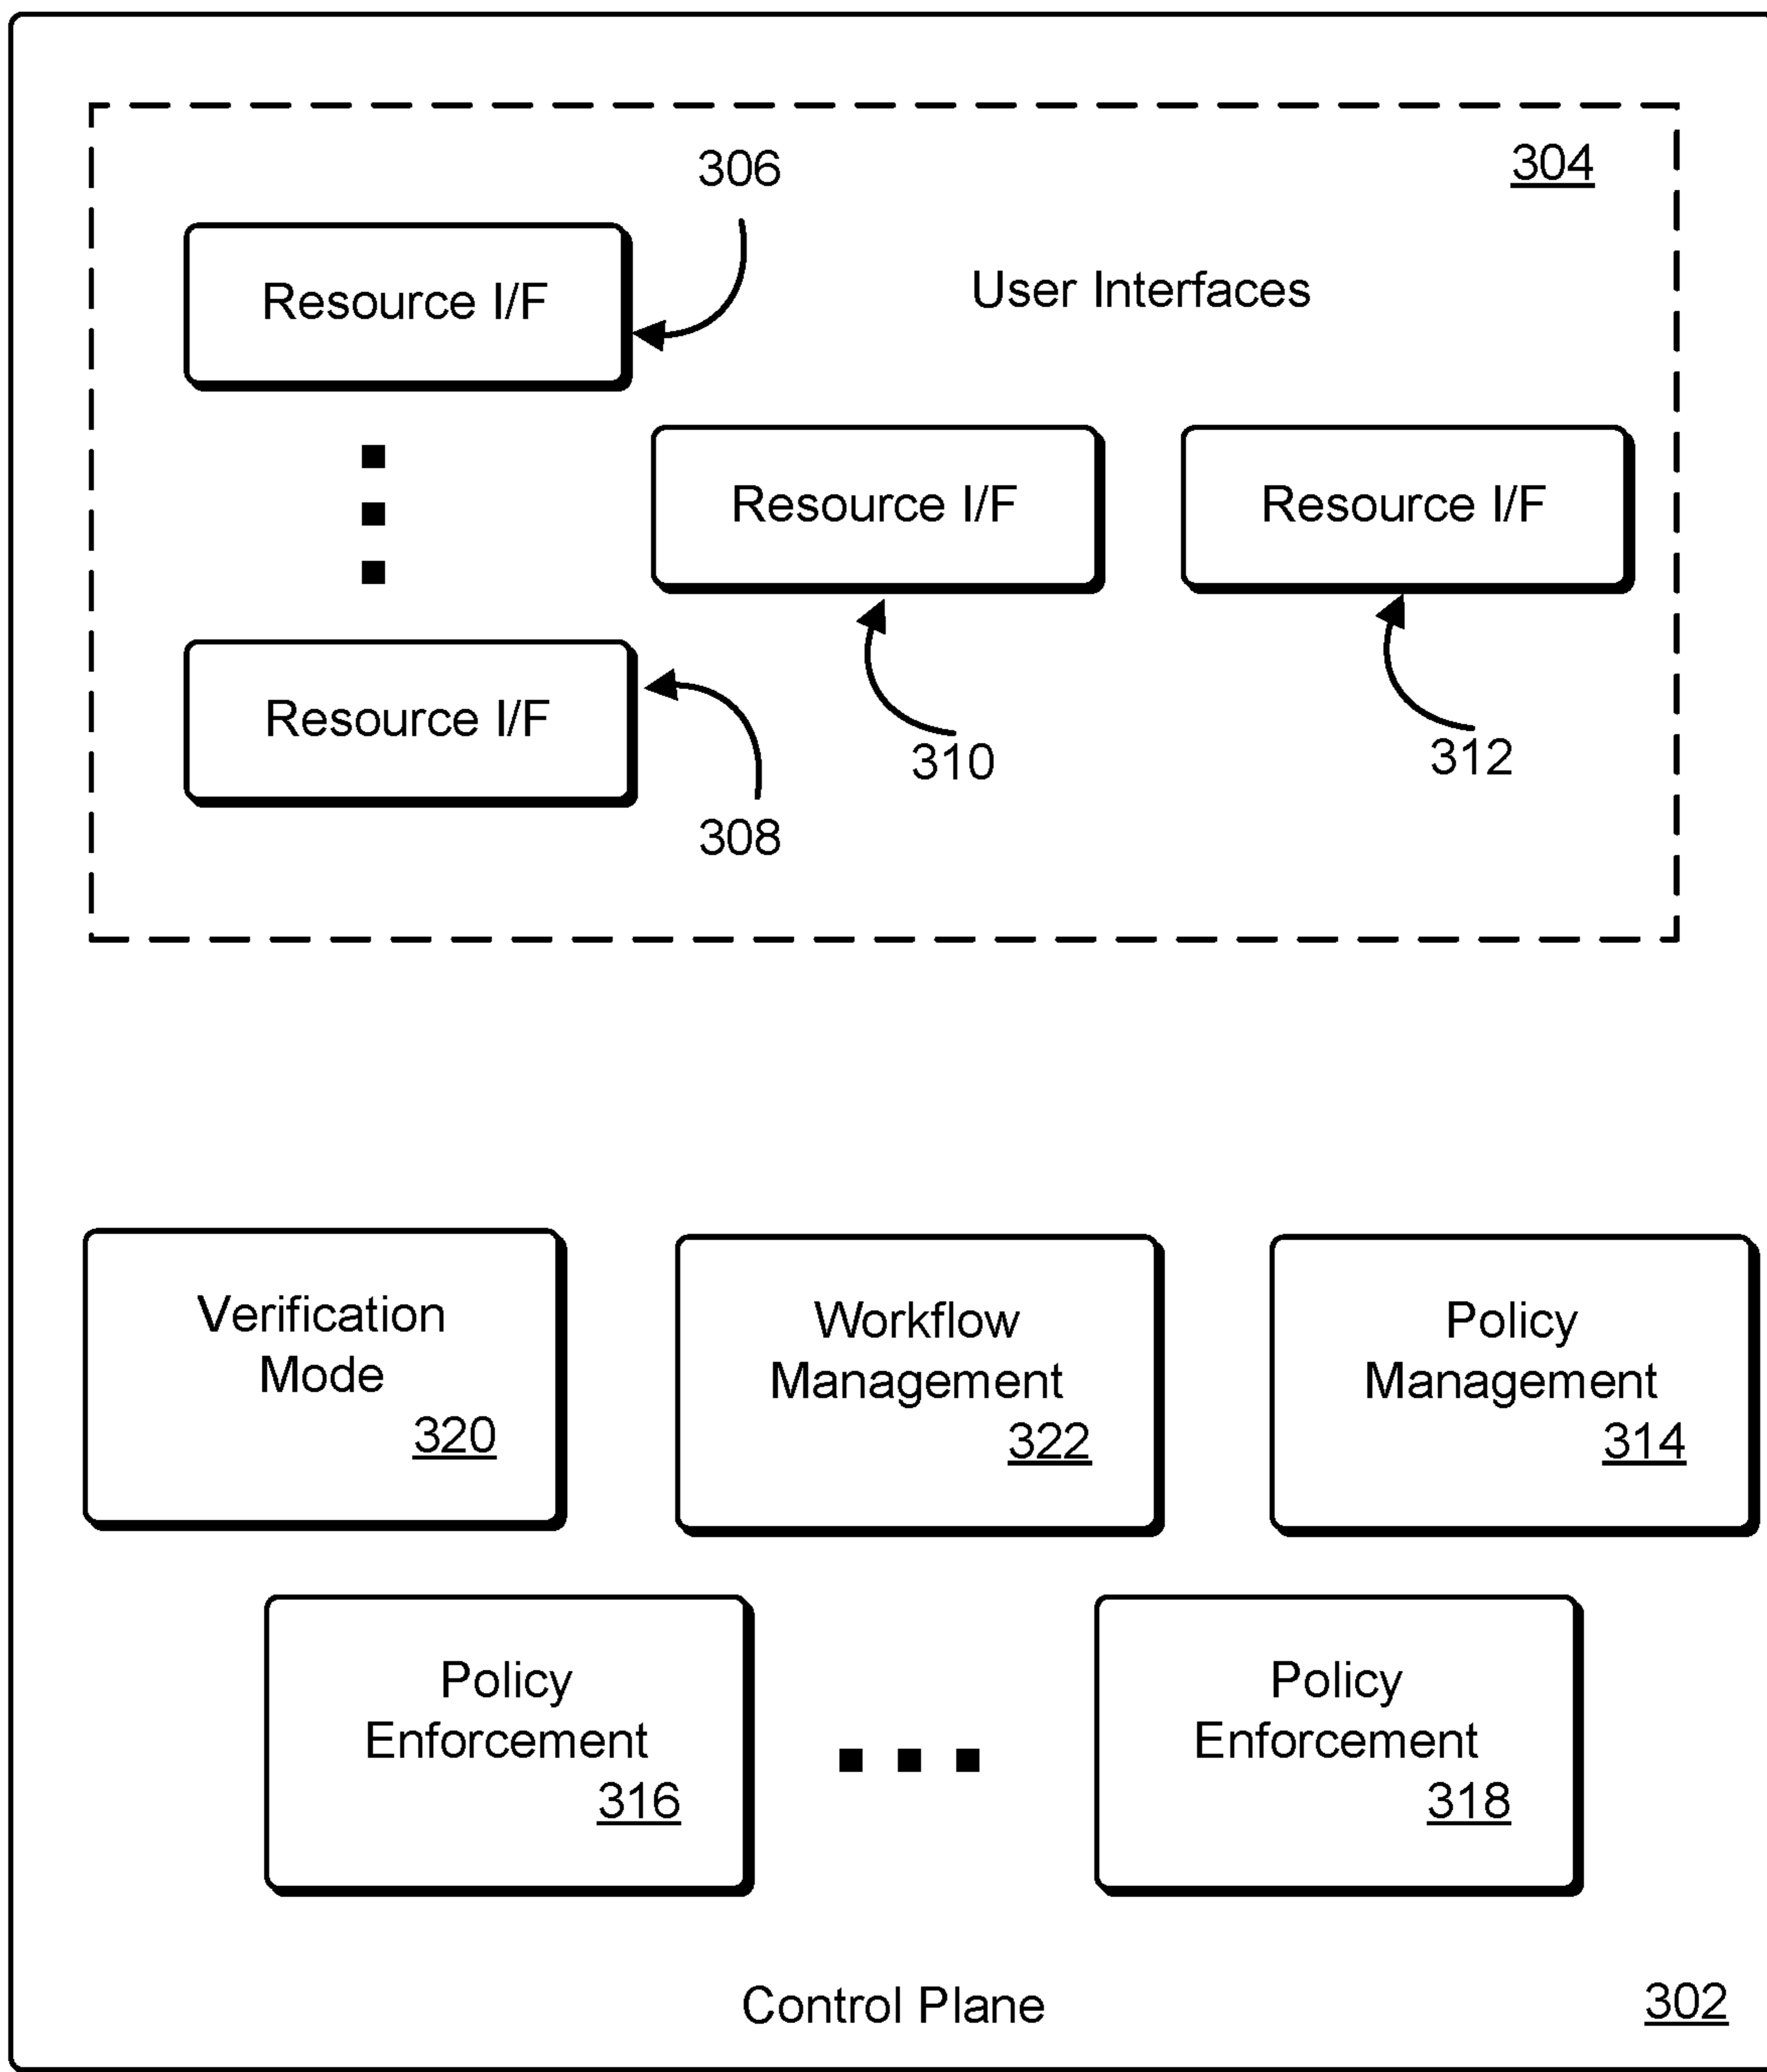 306
304
Resource I/F
User Interfaces
Resource I/F
Resource I/F
Resource I/F
310
312
308
Verification
Mode
320
Workflow
Management
322
Policy
Management
314
Policy
Enforcement
316
Policy
Enforcement
318
Control Plane
302